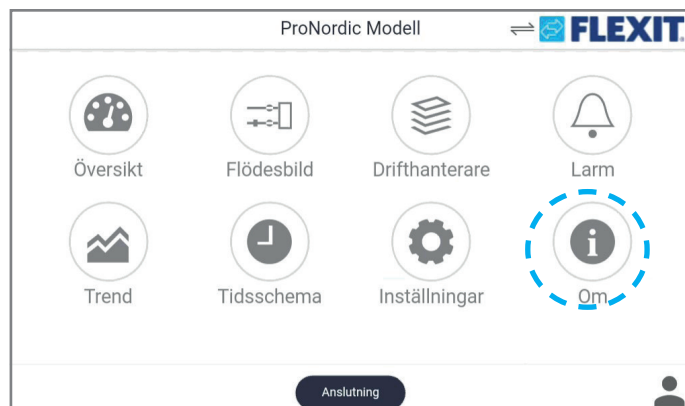 ProNordic Modell
FLEXIT.
Översikt Flödesbild Drifthanterare Larm
Trend Tidsschema Inställningar Om
Anslutning